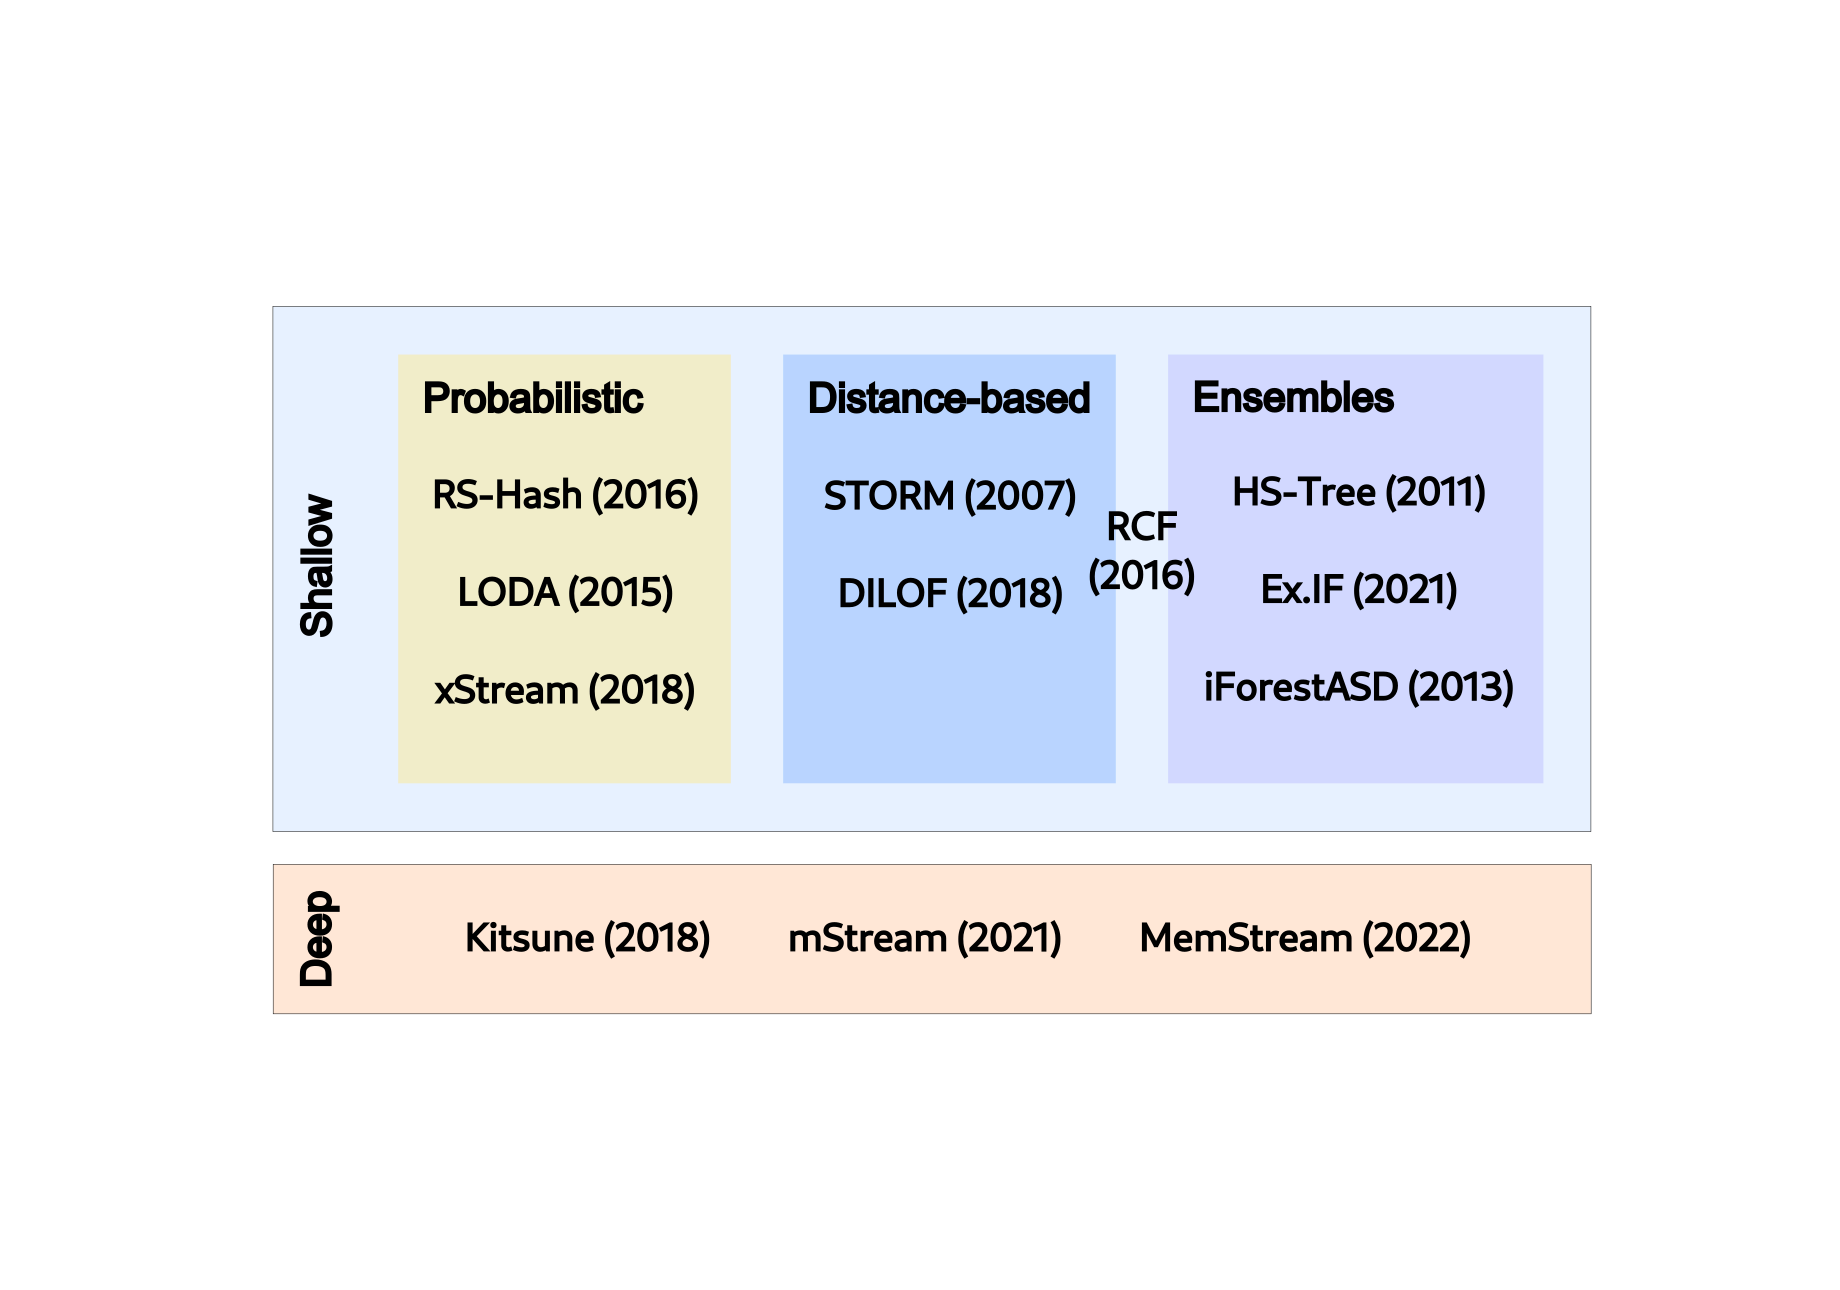 Shallow
Probabilistic
RS-Hash (2016)
LODA (2015)
xStream (2018)
Distance-based
STORM (2007)
DILOF (2018)
RCF
(2016)
Ensembles
HS-Tree (2011)
Ex.IF (2021)
iForestASD (2013)
Deep
Kitsune (2018)
mStream (2021)
MemStream (2022)